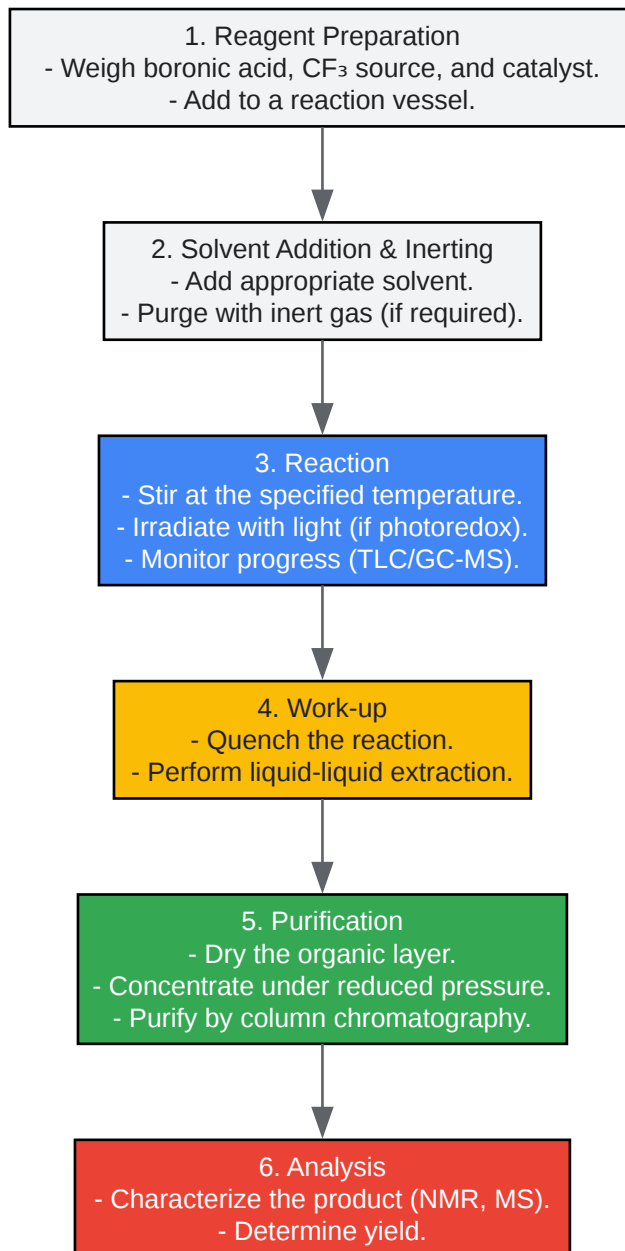 1. Reagent Preparation
- Weigh boronic acid, CF₃ source, and catalyst.
- Add to a reaction vessel.
2. Solvent Addition & Inerting
- Add appropriate solvent.
- Purge with inert gas (if required).
3. Reaction
- Stir at the specified temperature.
- Irradiate with light (if photoredox).
- Monitor progress (TLC/GC-MS).
4. Work-up
- Quench the reaction.
- Perform liquid-liquid extraction.
5. Purification
- Dry the organic layer.
- Concentrate under reduced pressure.
- Purify by column chromatography.
6. Analysis
- Characterize the product (NMR, MS).
- Determine yield.